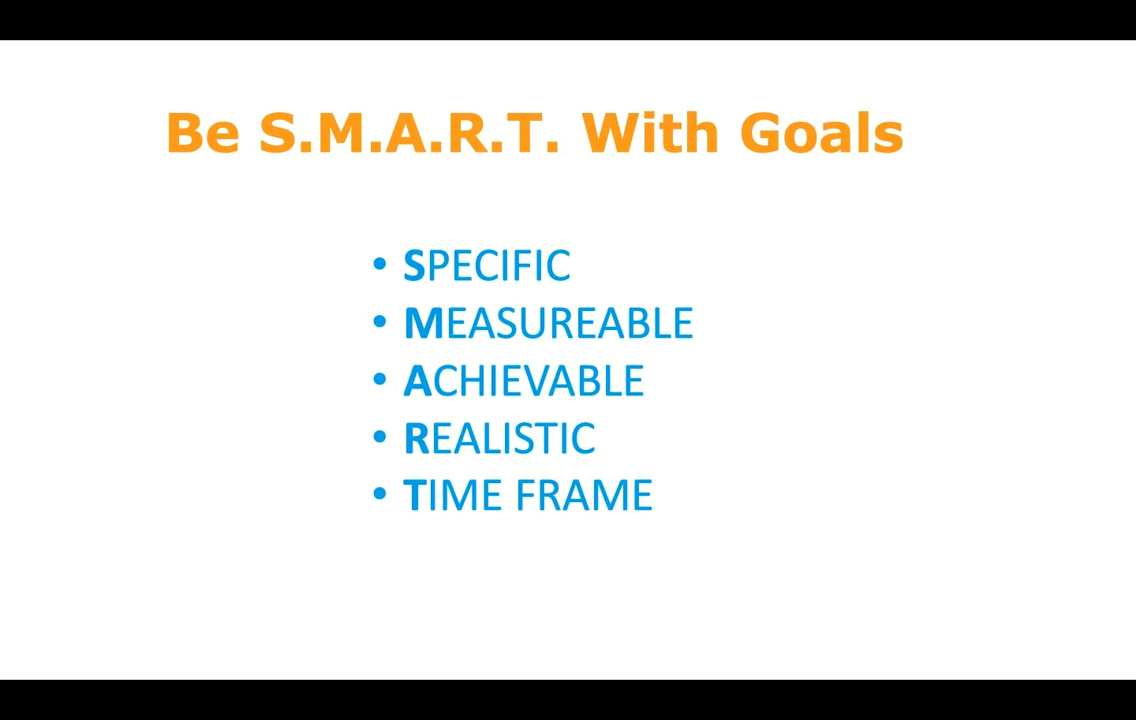 Be S.M.A.R.T. With Goals
• SPECIFIC
• MEASUREABLE
• ACHIEVABLE
• REALISTIC
• TIME FRAME